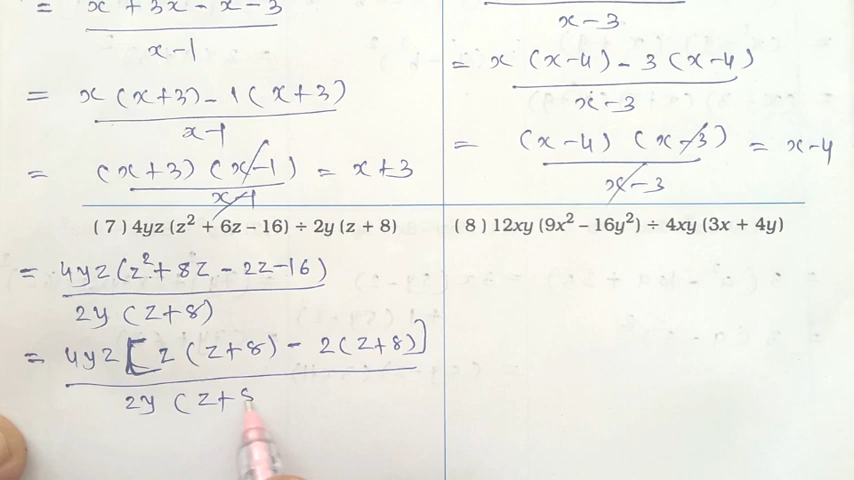 = x + 3x - x - 3
x-1
= x (x+3) - 1 (x+3)
x-1
= (x+3) (x-1) = x+3
x-1
x-3
= x (x-4) - 3 (x-4)
x-3
= (x-4) (x-3) = x-4
x-3
(7) 4yz (z² + 6z – 16) ÷ 2y (z + 8)
= 4yz (z² + 8z - 2z - 16)
2y (z+8)
= 4yz [z (z+8) - 2(z+8)]
2y (z+8
(8) 12xy (9x² – 16y²) ÷ 4xy (3x + 4y)